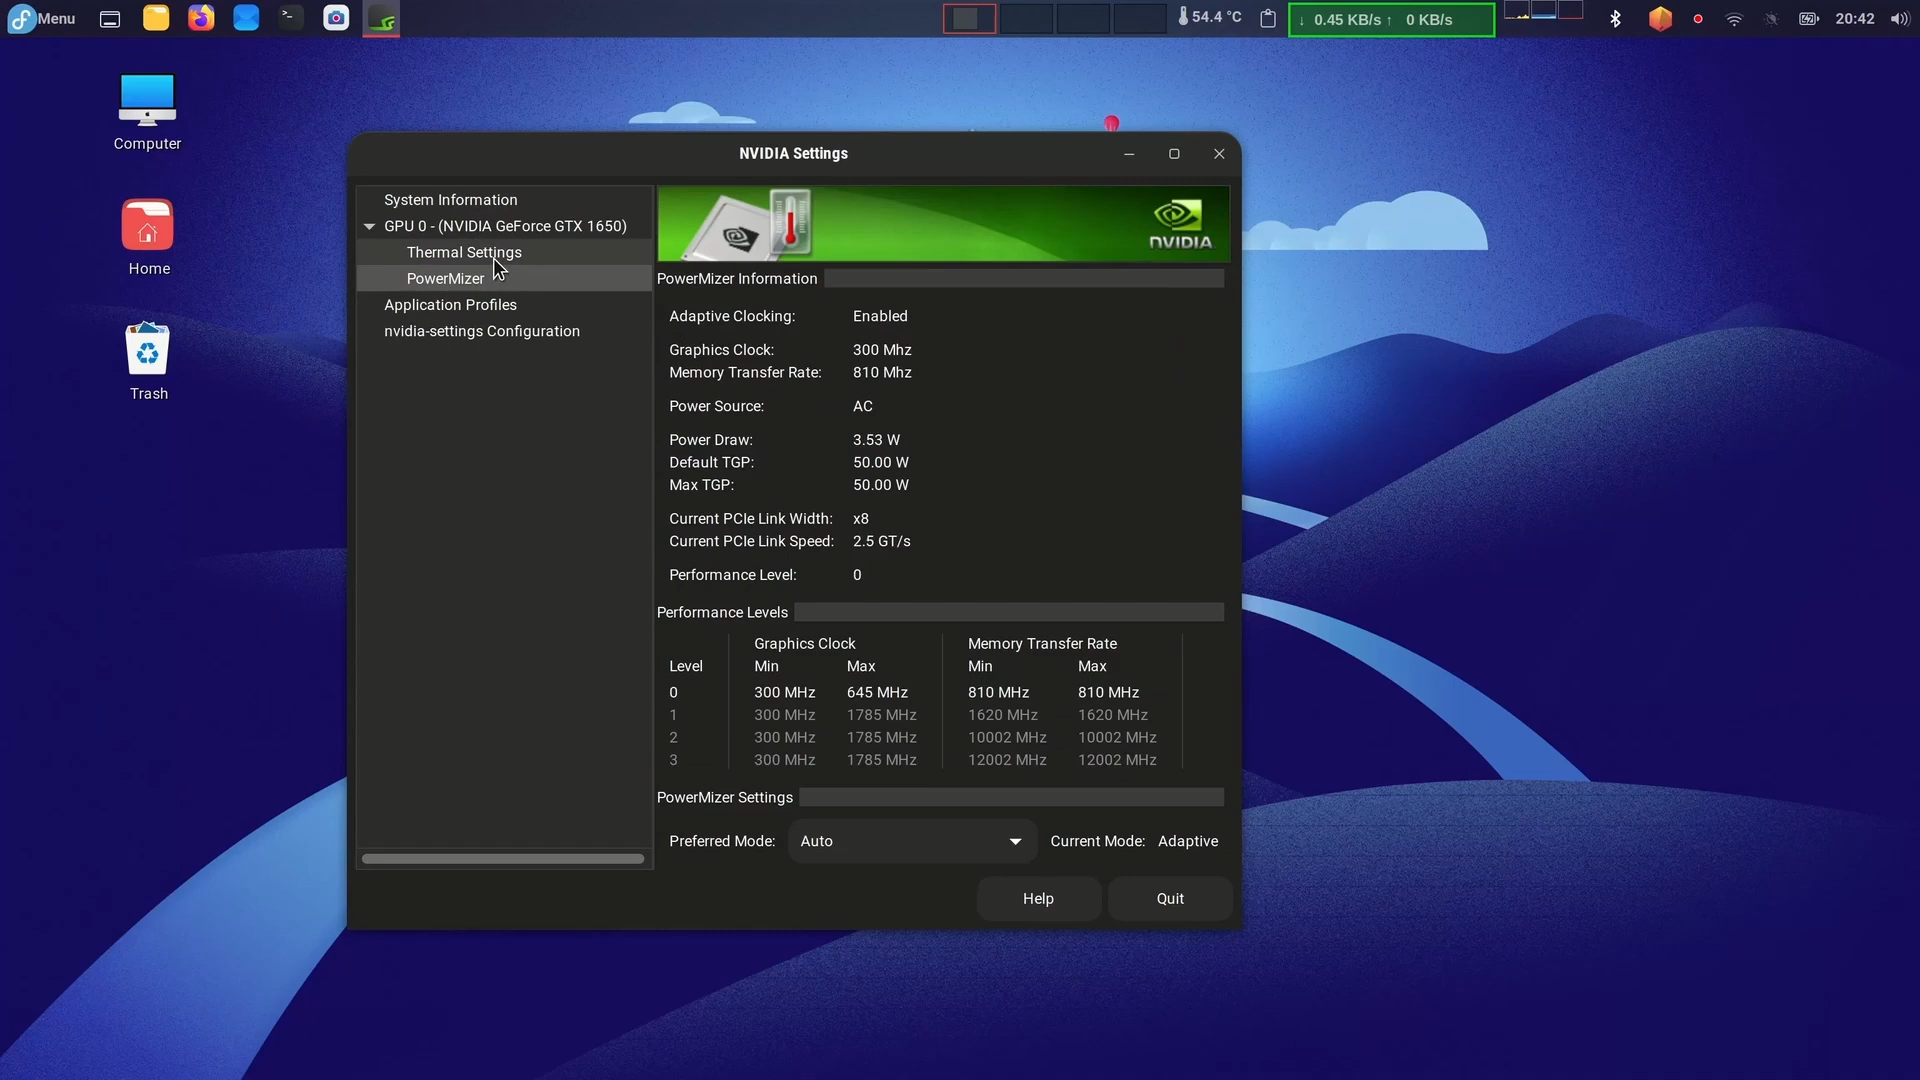 Menu
54.4 °C
↓ 0.45 KB/s ↑ 0 KB/s
20:42
Computer
Home
Trash
NVIDIA Settings
System Information
GPU 0 - (NVIDIA GeForce GTX 1650)
Thermal Settings
PowerMizer
Application Profiles
nvidia-settings Configuration
NVIDIA
PowerMizer Information
Adaptive Clocking: Enabled
Graphics Clock: 300 Mhz
Memory Transfer Rate: 810 Mhz
Power Source: AC
Power Draw: 3.53 W
Default TGP: 50.00 W
Max TGP: 50.00 W
Current PCIe Link Width: x8
Current PCIe Link Speed: 2.5 GT/s
Performance Level: 0
Performance Levels
Graphics Clock Memory Transfer Rate
Level Min Max Min Max
0 300 MHz 645 MHz 810 MHz 810 MHz
1 300 MHz 1785 MHz 1620 MHz 1620 MHz
2 300 MHz 1785 MHz 10002 MHz 10002 MHz
3 300 MHz 1785 MHz 12002 MHz 12002 MHz
PowerMizer Settings
Preferred Mode: Auto Current Mode: Adaptive
Help Quit